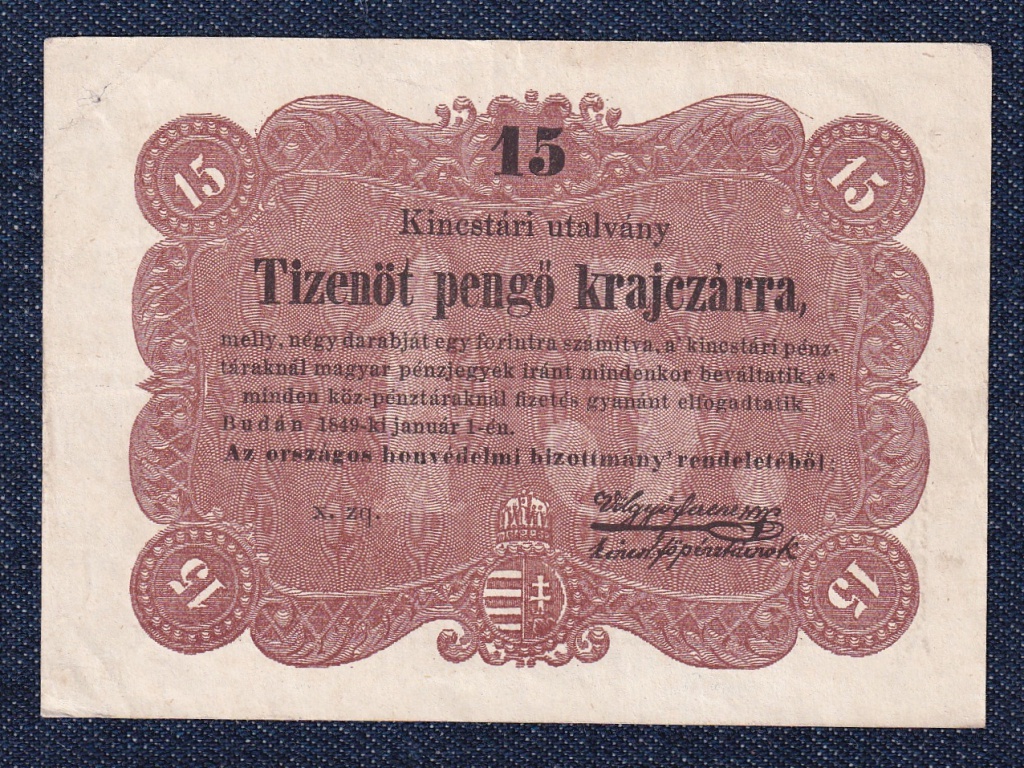 15
15 15
Kincstári utalvány
Tizenöt pengő krajczárra,
melly, négy darabját egy forintra számitva, a' kincstári pénz-
táraknál magyar pénzjegyek iránt mindenkor beváltatik, és
minden köz-pénztáraknál fizetés gyanánt elfogadtatik.
Budán 1849-ki január 1-én.
Az országos honvédelmi bizottmány' rendeletéből:
x. zq.
15 15